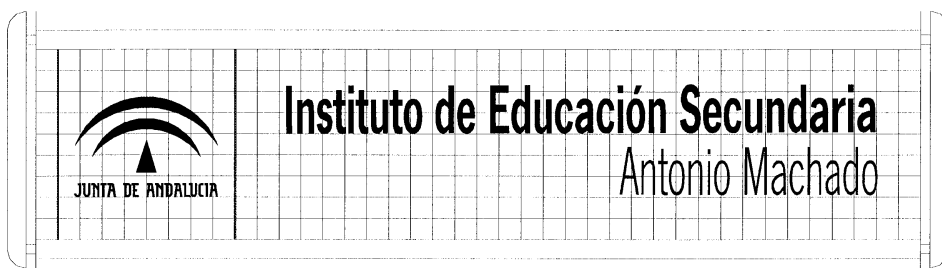 Instituto de Educación Secundaria
Antonio Machado
JUNTA DE ANDALUCIA